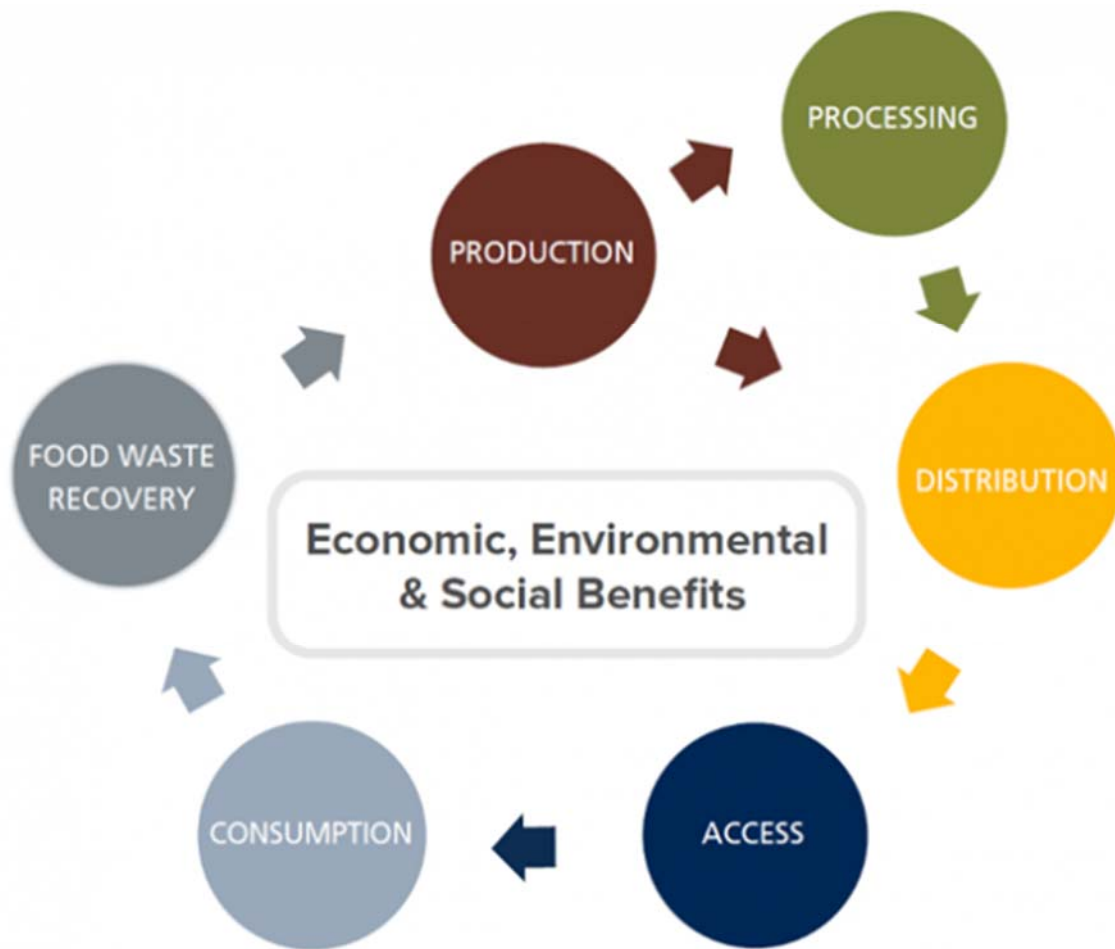 PROCESSING
PRODUCTION
FOOD WASTE
RECOVERY
DISTRIBUTION
Economic, Environmental
& Social Benefits
CONSUMPTION
ACCESS